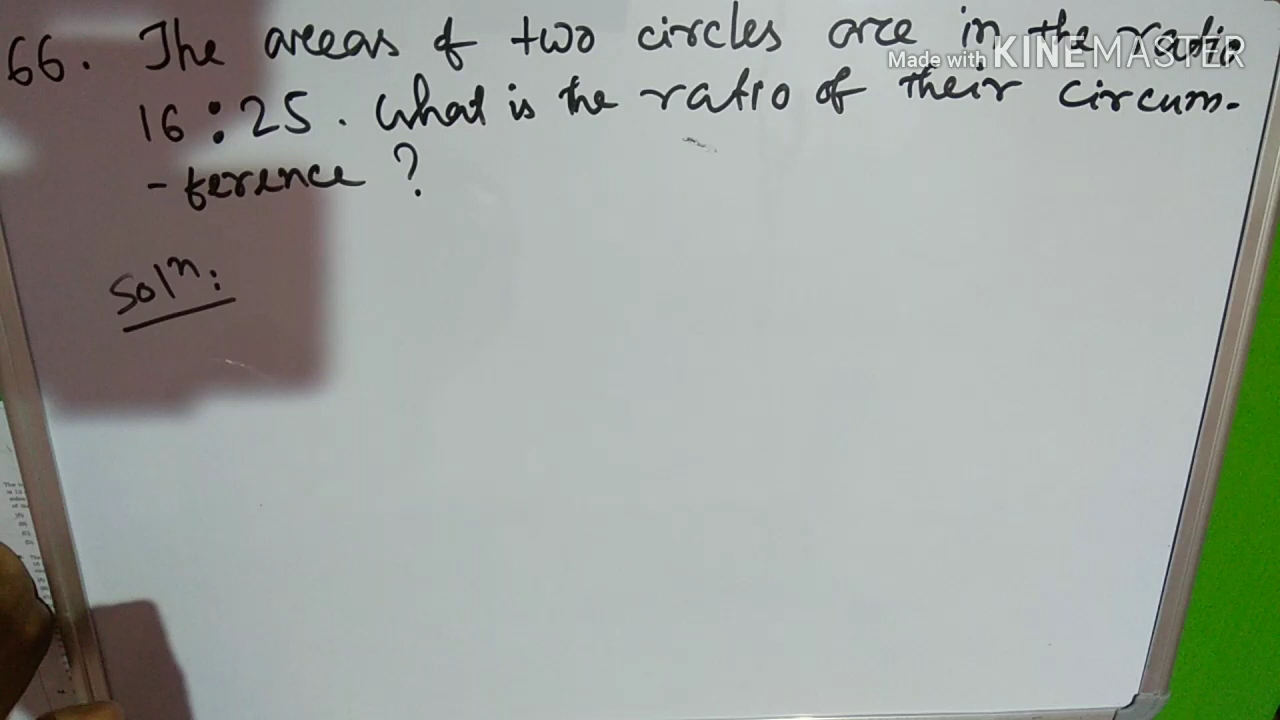 66. The areas of two circles are in the ratio
Made with KINEMASTER
16:25. What is the ratio of their circum-
- ference ?
Soln: